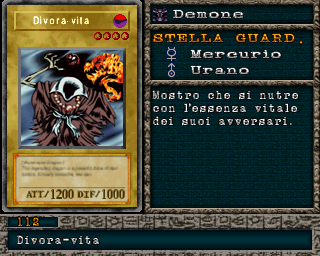 Divora-vita
ATT/1200 DIF/1000
Demone
STELLA GUARD.
Mercurio
Urano
Mostro che si nutre
con l'essenza vitale
dei suoi avversari.
112
Divora-vita